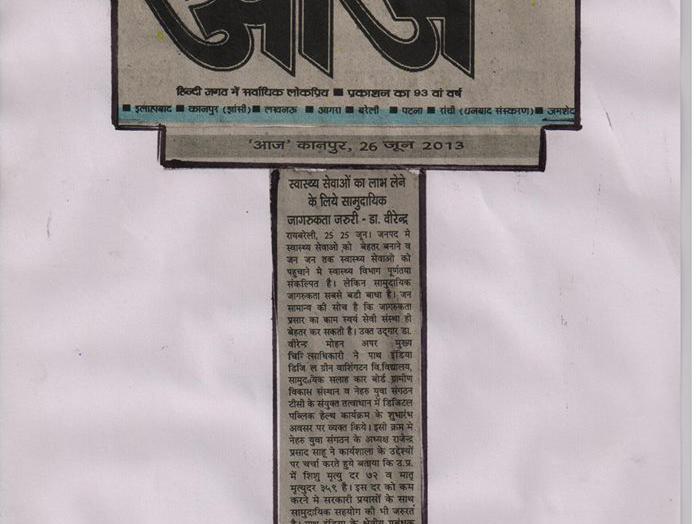 आज
हिन्दी जगत में सर्वाधिक लोकप्रिय ■ प्रकाशन का 93 वां वर्ष
■ इलाहाबाद ■ कानपुर (झांसी) ■ लखनऊ ■ आगरा ■ बरेली ■ पटना ■ रांची (धनबाद संस्करण) ■ जमशेद
'आज' कानपुर, 26 जून 2013
स्वास्थ्य सेवाओं का लाभ लेने
के लिये सामुदायिक
जागरुकता जरुरी - डा. वीरेन्द्र
रायबरेली, 25 25 जून। जनपद मे
स्वास्थ्य सेवाओ को बेहतर बनाने व
जन जन तक स्वास्थ्य सेवाओ को
पहुचाने मे स्वास्थ्य विभाग पूर्णतया
संकल्पित है। लेकिन सामुदायिक
जागरुकता सबसे बडी बाधा है। जन
सामान्य की सोच है कि जागरुकता
प्रसार का काम स्वयं सेवी संस्था ही
बेहतर कर सकती है। उक्त उद्गार डा.
वीरेन्द्र मोहन अपर मुख्य
चिकित्साधिकारी ने पाथ इंडिया
डिजि ल ग्रीन वाशिंगटन वि.विद्यालय,
सामुदायिक सलाह कार बोर्ड ग्रामीण
विकास संस्थान व नेहरु युवा संगठन
टीसी के संयुक्त तत्वाधान में डिजिटल
पब्लिक हेल्थ कार्यक्रम के शुभारंभ
अवसर पर व्यक्त किये। इसी क्रम मे
नेहरु युवा संगठन के अध्यक्ष राजेन्द्र
प्रसाद साहू ने कार्यशाला के उद्देश्यों
पर चर्चा करते हुये बताया कि उ.प्र.
में शिशु मृत्यु दर ७२ व मातृ
मृत्युदर ३५९ है। इस दर को कम
करने मे सरकारी प्रयासों के साथ
सामुदायिक सहयोग की भी जरुरत
है। पाथ इंडिया के क्षेत्रीय प्रबंधक